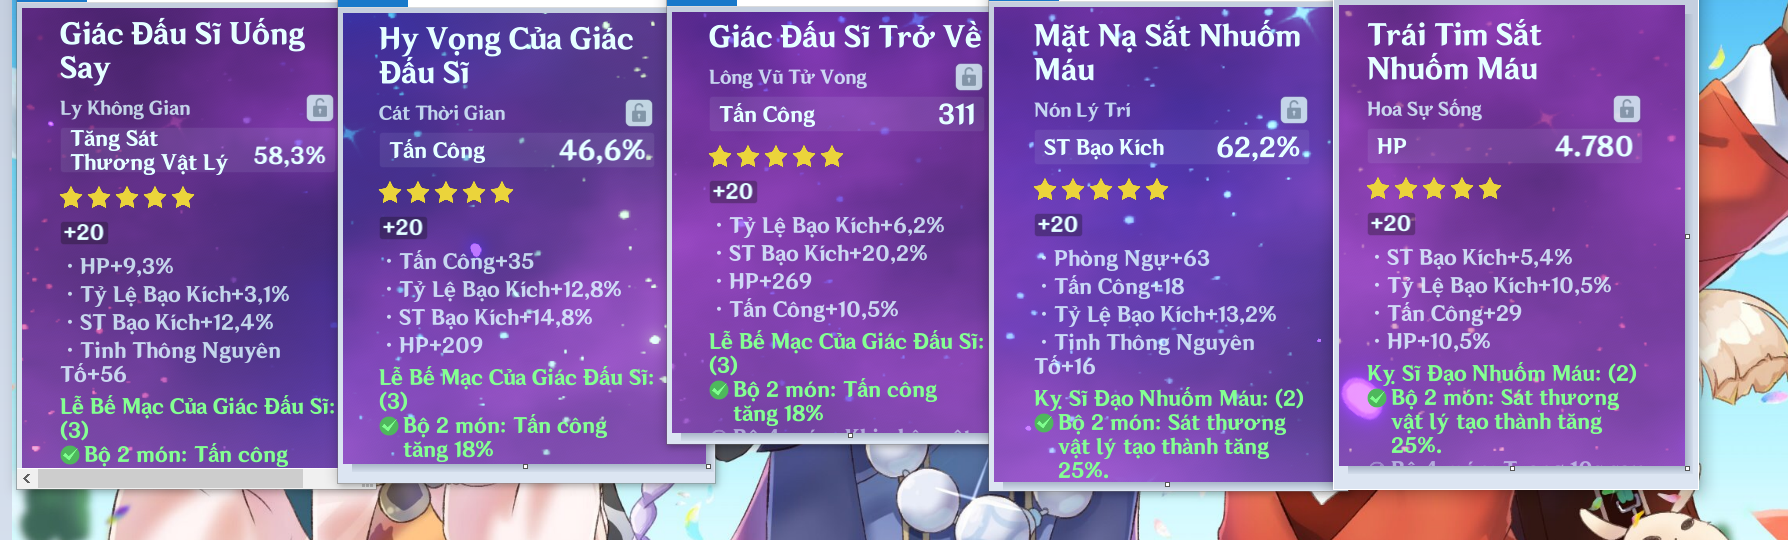 Giác Đấu Sĩ Uống
Say
Ly Không Gian
Tăng Sát
Thương Vật Lý 58,3%
+20
· HP+9,3%
· Tỷ Lệ Bạo Kích+3,1%
· ST Bạo Kích+12,4%
· Tinh Thông Nguyên
Tố+56
Lễ Bế Mạc Của Giác Đấu Sĩ:
(3)
Bộ 2 món: Tấn công
Hy Vọng Của Giác
Đấu Sĩ
Cát Thời Gian
Tấn Công 46,6%
+20
· Tấn Công+35
· Tỷ Lệ Bạo Kích+12,8%
· ST Bạo Kích+14,8%
· HP+209
Lễ Bế Mạc Của Giác Đấu Sĩ:
(3)
Bộ 2 món: Tấn công
tăng 18%
Giác Đấu Sĩ Trở Về
Lông Vũ Tử Vong
Tấn Công 311
+20
· Tỷ Lệ Bạo Kích+6,2%
· ST Bạo Kích+20,2%
· HP+269
· Tấn Công+10,5%
Lễ Bế Mạc Của Giác Đấu Sĩ:
(3)
Bộ 2 món: Tấn công
tăng 18%
Mặt Nạ Sắt Nhuốm
Máu
Nón Lý Trí
ST Bạo Kích 62,2%
+20
· Phòng Ngự+63
· Tấn Công+18
· Tỷ Lệ Bạo Kích+13,2%
· Tinh Thông Nguyên
Tố+16
Kỵ Sĩ Đạo Nhuốm Máu: (2)
Bộ 2 món: Sát thương
vật lý tạo thành tăng
25%.
Trái Tim Sắt
Nhuốm Máu
Hoa Sự Sống
HP 4.780
+20
· ST Bạo Kích+5,4%
· Tỷ Lệ Bạo Kích+10,5%
· Tấn Công+29
· HP+10,5%
Kỵ Sĩ Đạo Nhuốm Máu: (2)
Bộ 2 món: Sát thương
vật lý tạo thành tăng
25%.